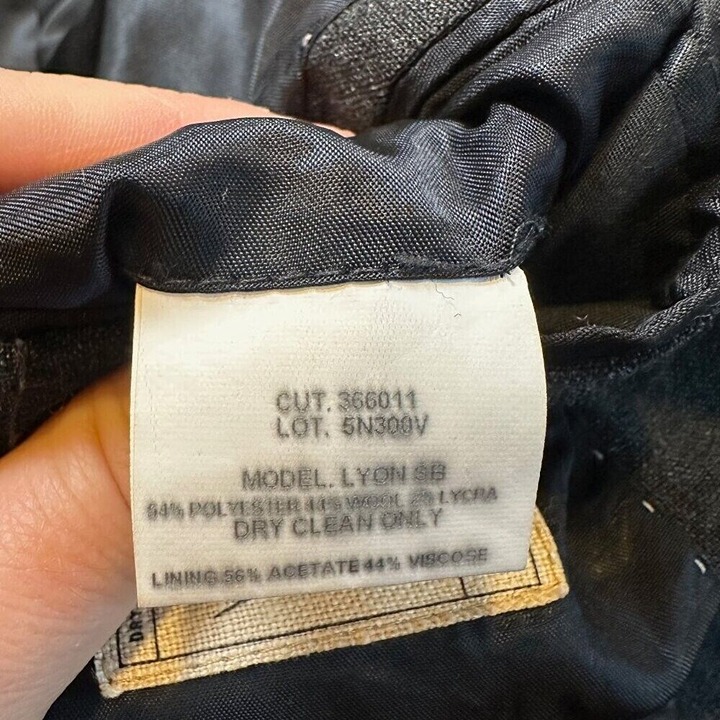 CUT. 366011
LOT. 5N300V
MODEL. LYON SB
54% POLYESTER 44% WOOL 2% LYCRA
DRY CLEAN ONLY
LINING 56% ACETATE 44% VISCOSE